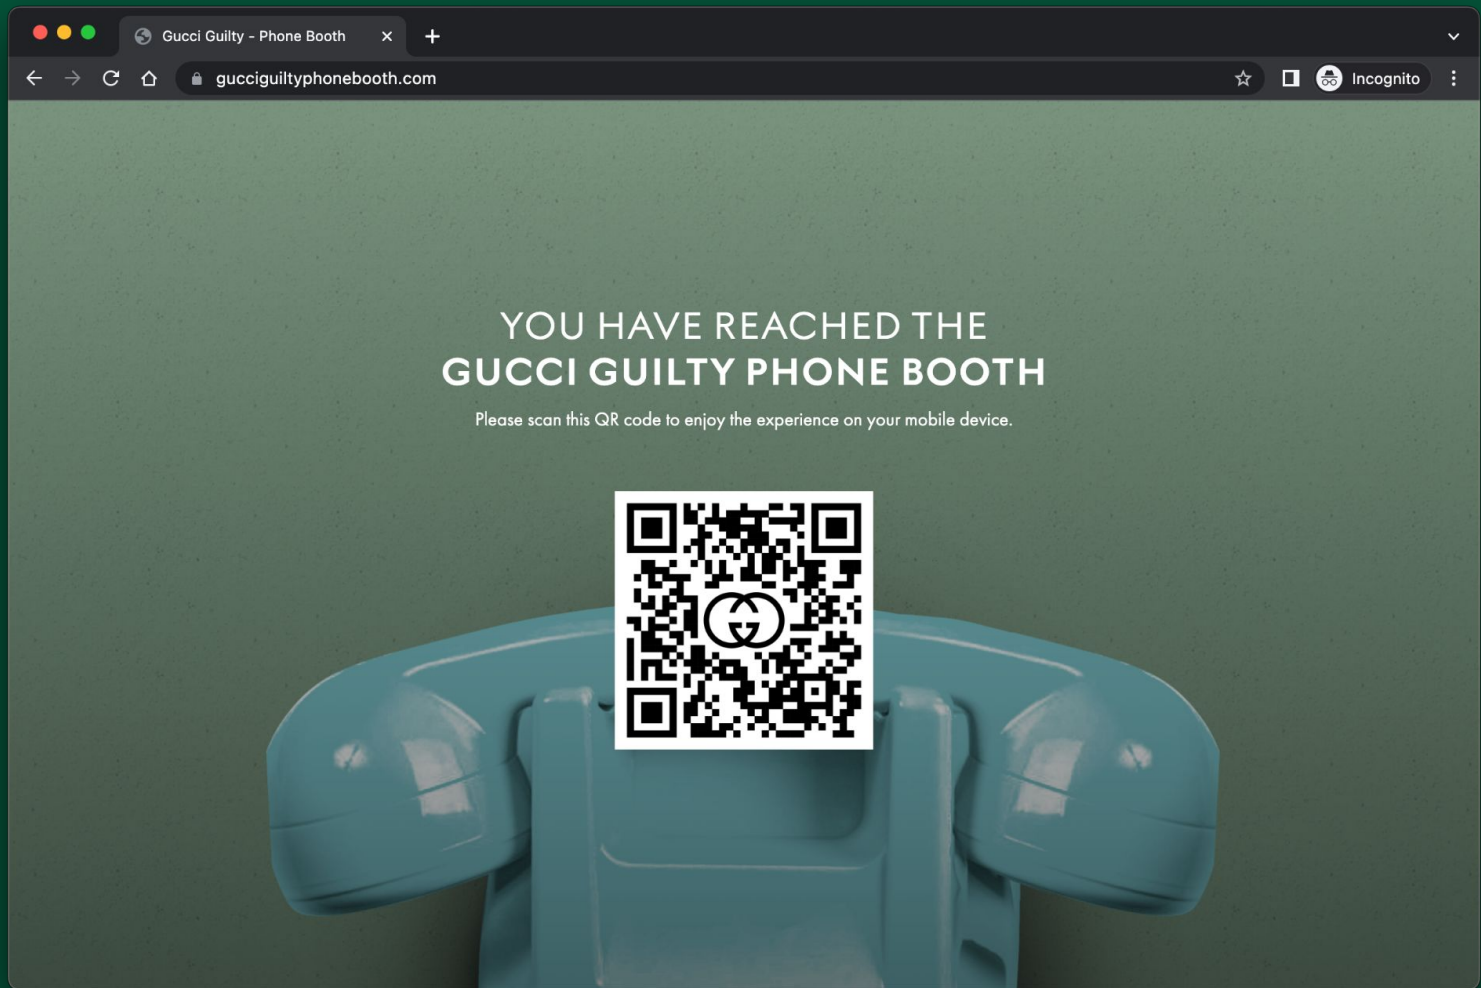 Gucci Guilty - Phone Booth
gucciguiltyphonebooth.com
Incognito
YOU HAVE REACHED THE
GUCCI GUILTY PHONE BOOTH
Please scan this QR code to enjoy the experience on your mobile device.